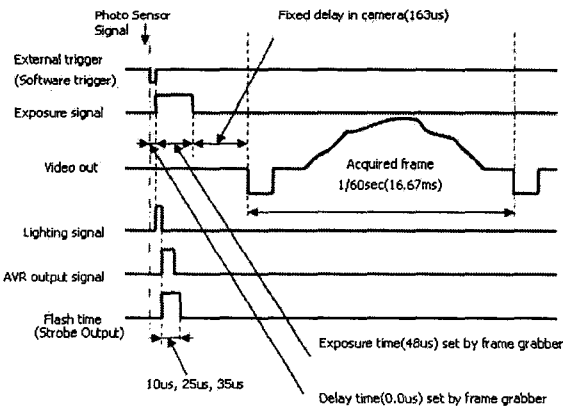 Photo Sensor
Signal
Fixed delay in camera(163us)
External trigger
(Software trigger)
Exposure signal
Video out
Acquired frame
1/60sec(16.67ms)
Lighting signal
AVR output signal
Flash time
(Strobe Output)
Exposure time(48us) set by frame grabber
10us, 25us, 35us
Delay time(0.0us) set by frame grabber